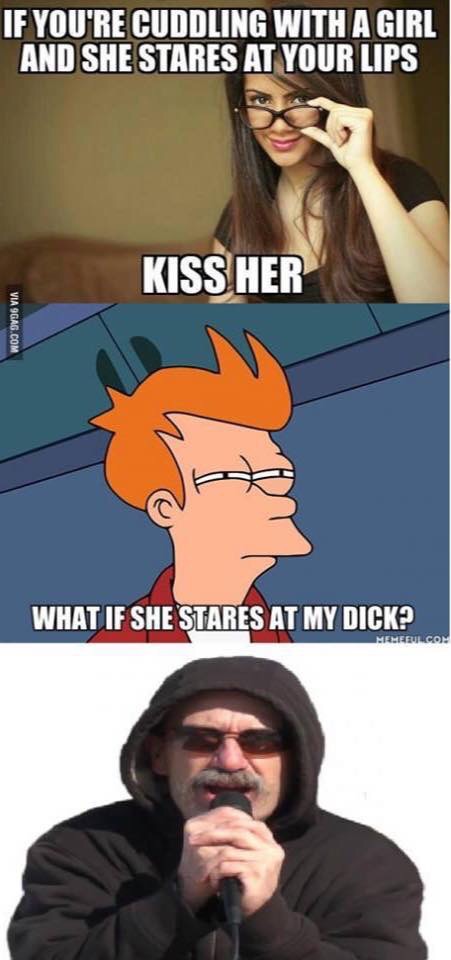 IF YOU'RE CUDDLING WITH A GIRL
AND SHE STARES AT YOUR LIPS
KISS HER
VIA 9GAG.COM
WHAT IF SHE STARES AT MY DICK?
MEMEFUL.COM